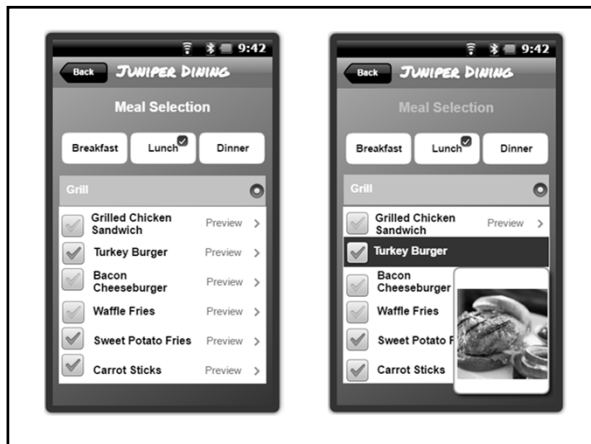 9:42
Back JUNIPER DINING
Meal Selection
Breakfast Lunch Dinner
Grill
Grilled Chicken
Sandwich Preview >
Turkey Burger Preview >
Bacon
Cheeseburger Preview >
Waffle Fries Preview >
Sweet Potato Fries Preview >
Carrot Sticks Preview >
9:42
Back JUNIPER DINING
Meal Selection
Breakfast Lunch Dinner
Grill
Grilled Chicken
Sandwich Preview >
Turkey Burger
Bacon
Cheeseburger
Waffle Fries
Sweet Potato F
Carrot Sticks